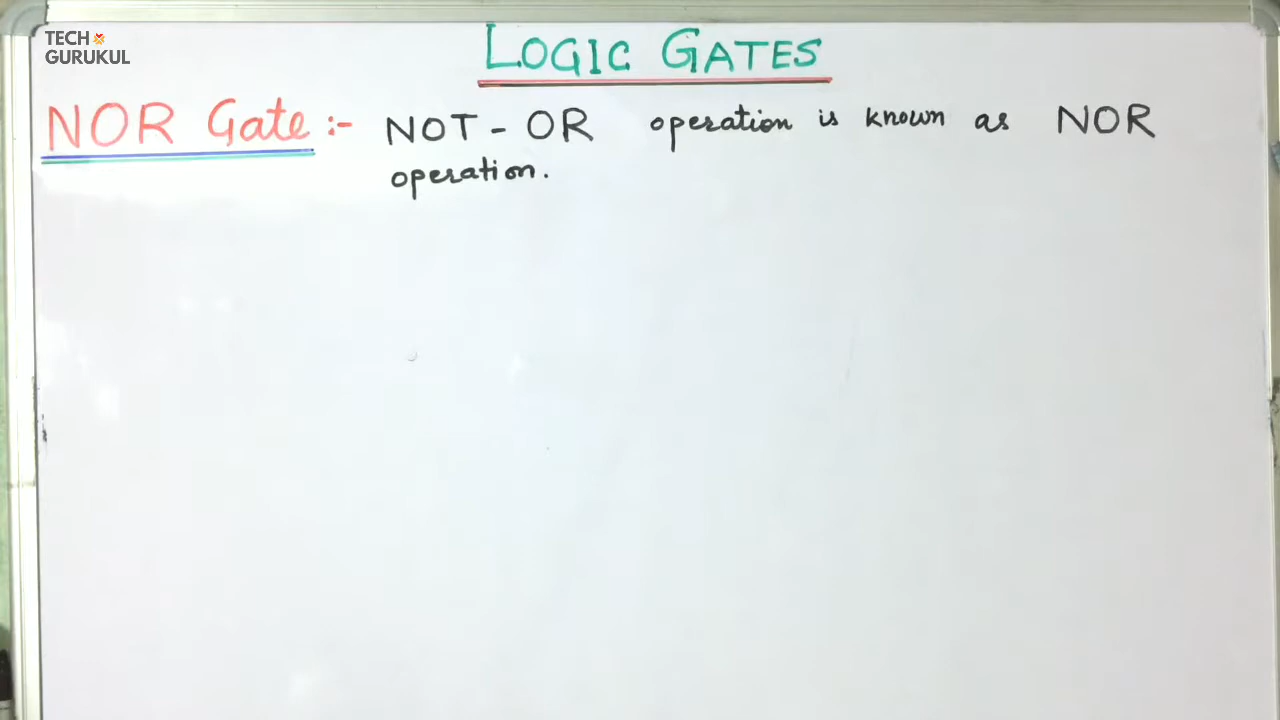 TECH
GURUKUL
LOGIC GATES
NOR Gate :- NOT - OR operation is known as NOR
operation.